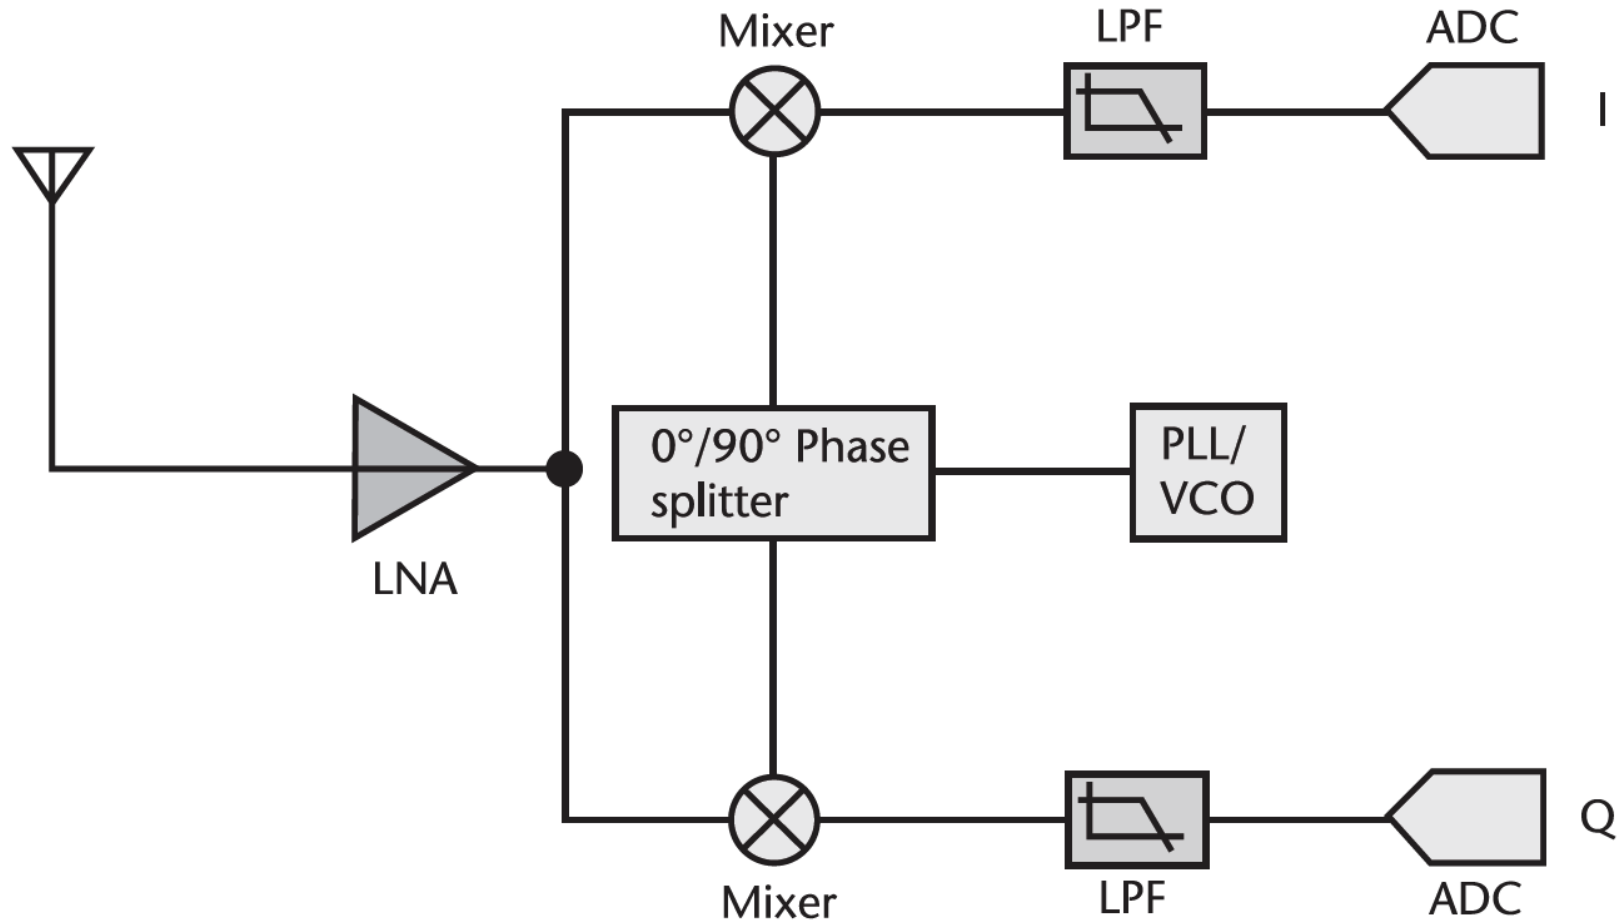 Mixer
LPF
ADC
I
0°/90° Phase
splitter
PLL/
VCO
LNA
Q
Mixer
LPF
ADC